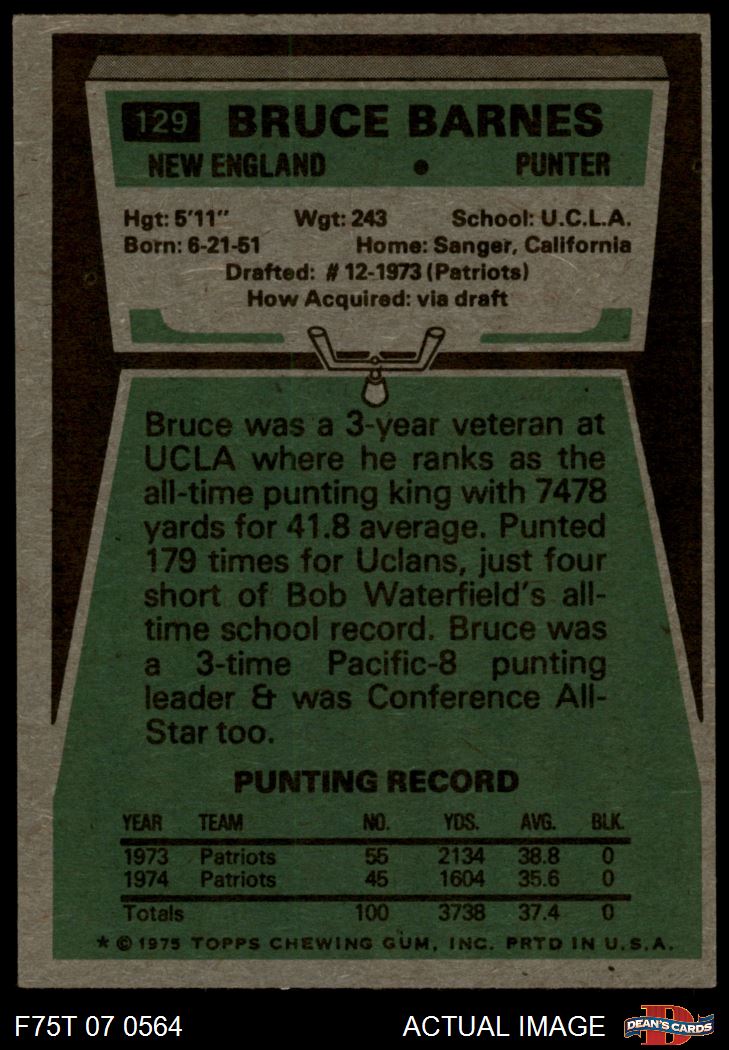 129 BRUCE BARNES
NEW ENGLAND • PUNTER
Hgt: 5'11" Wgt: 243 School: U.C.L.A.
Born: 6-21-51 Home: Sanger, California
Drafted: # 12-1973 (Patriots)
How Acquired: via draft
Bruce was a 3-year veteran at
UCLA where he ranks as the
all-time punting king with 7478
yards for 41.8 average. Punted
179 times for Uclans, just four
short of Bob Waterfield's all-
time school record. Bruce was
a 3-time Pacific-8 punting
leader & was Conference All-
Star too.
PUNTING RECORD
YEAR TEAM NO. YDS. AVG. BLK.
1973 Patriots 55 2134 38.8 0
1974 Patriots 45 1604 35.6 0
Totals 100 3738 37.4 0
* © 1975 TOPPS CHEWING GUM, INC. PRTD IN U.S.A.
F75T 07 0564 ACTUAL IMAGE D DEAN'S CARDS